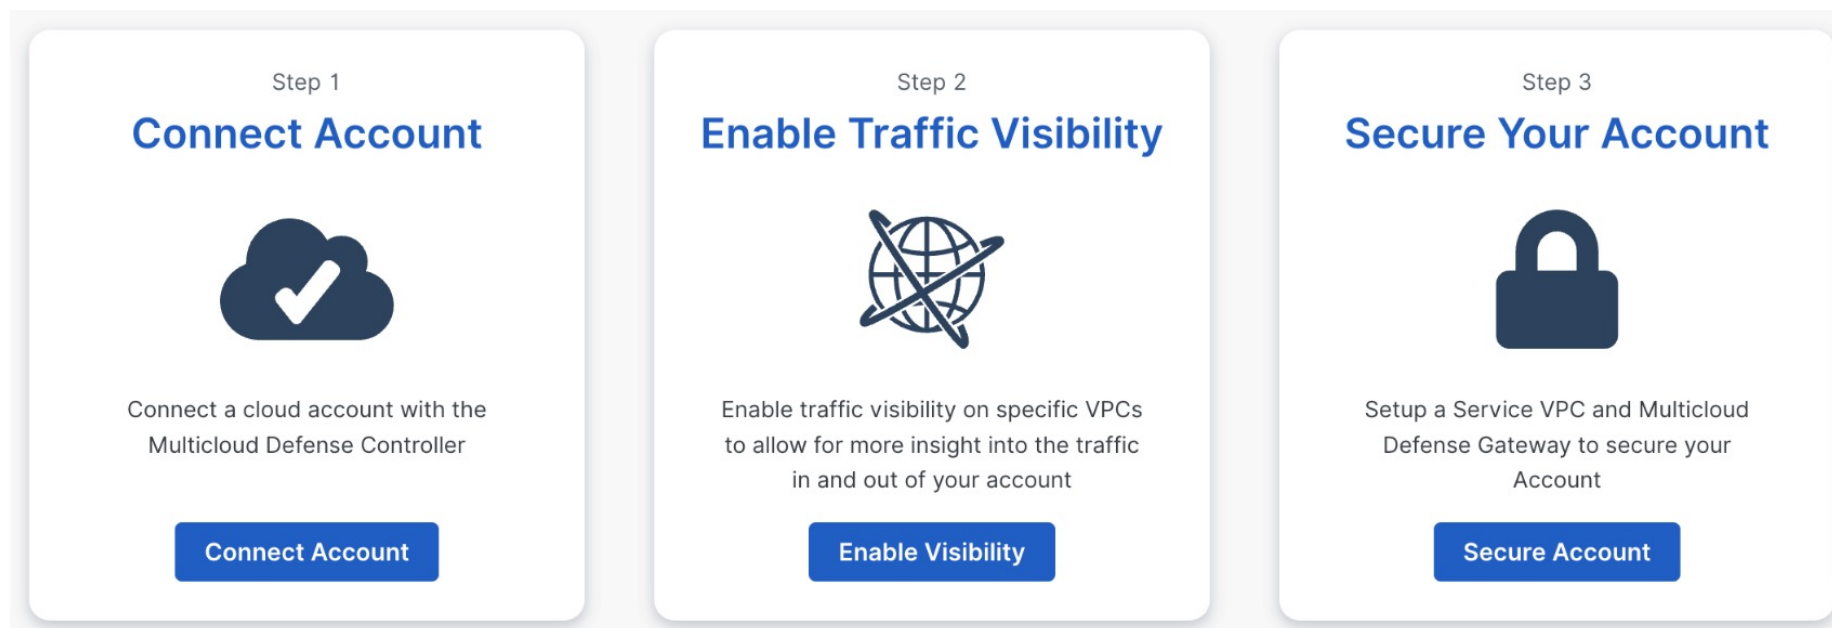 Step 1
Connect Account
Connect a cloud account with the
Multicloud Defense Controller
Connect Account
Step 2
Enable Traffic Visibility
Enable traffic visibility on specific VPCs
to allow for more insight into the traffic
in and out of your account
Enable Visibility
Step 3
Secure Your Account
Setup a Service VPC and Multicloud
Defense Gateway to secure your
Account
Secure Account